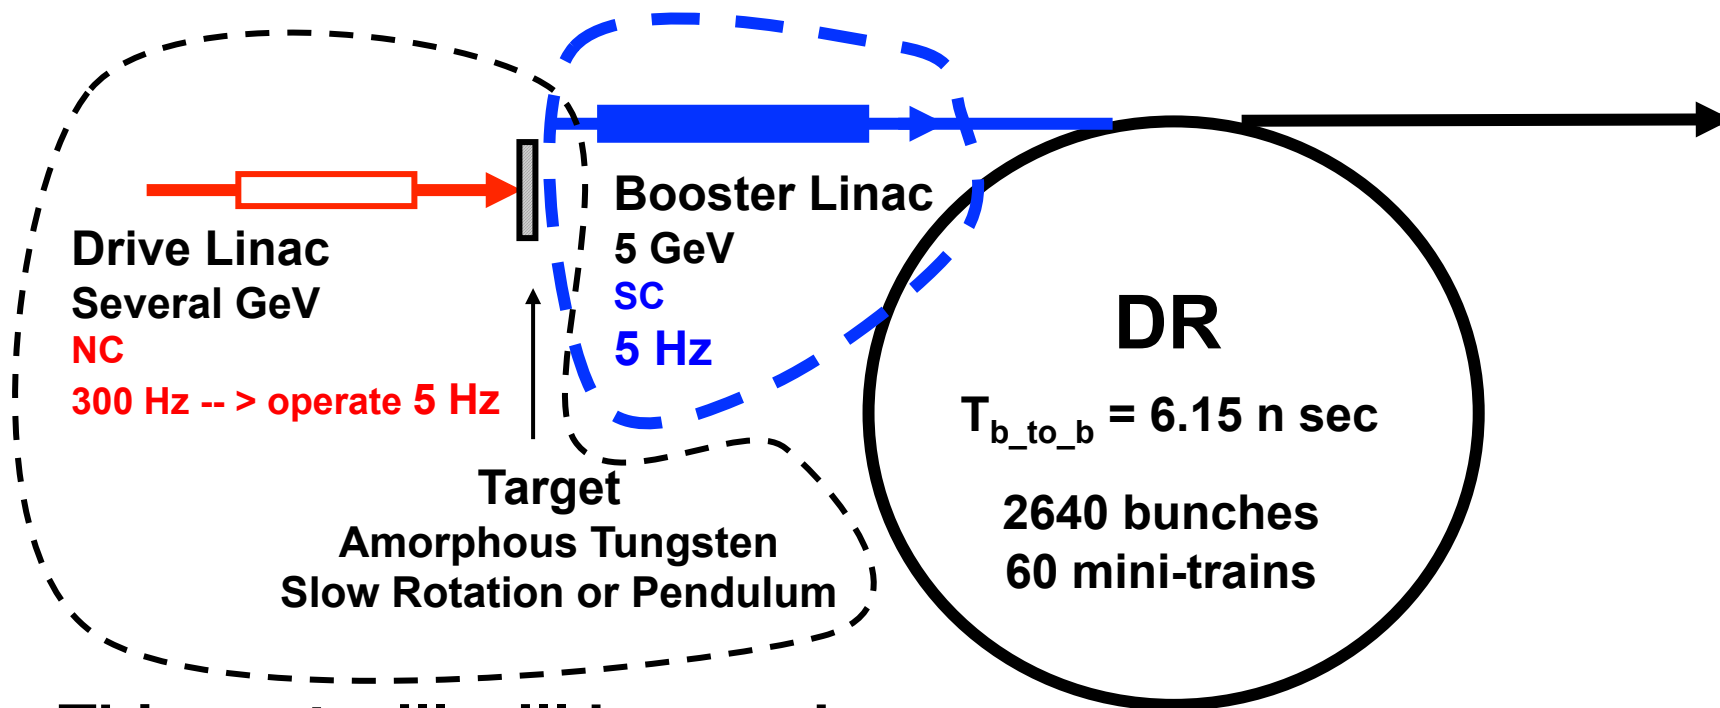 Drive Linac
Several GeV
NC
300 Hz -- > operate 5 Hz
Booster Linac
5 GeV
SC
5 Hz
Target
Amorphous Tungsten
Slow Rotation or Pendulum
DR
T_b_to_b = 6.15 n sec
2640 bunches
60 mini-trains